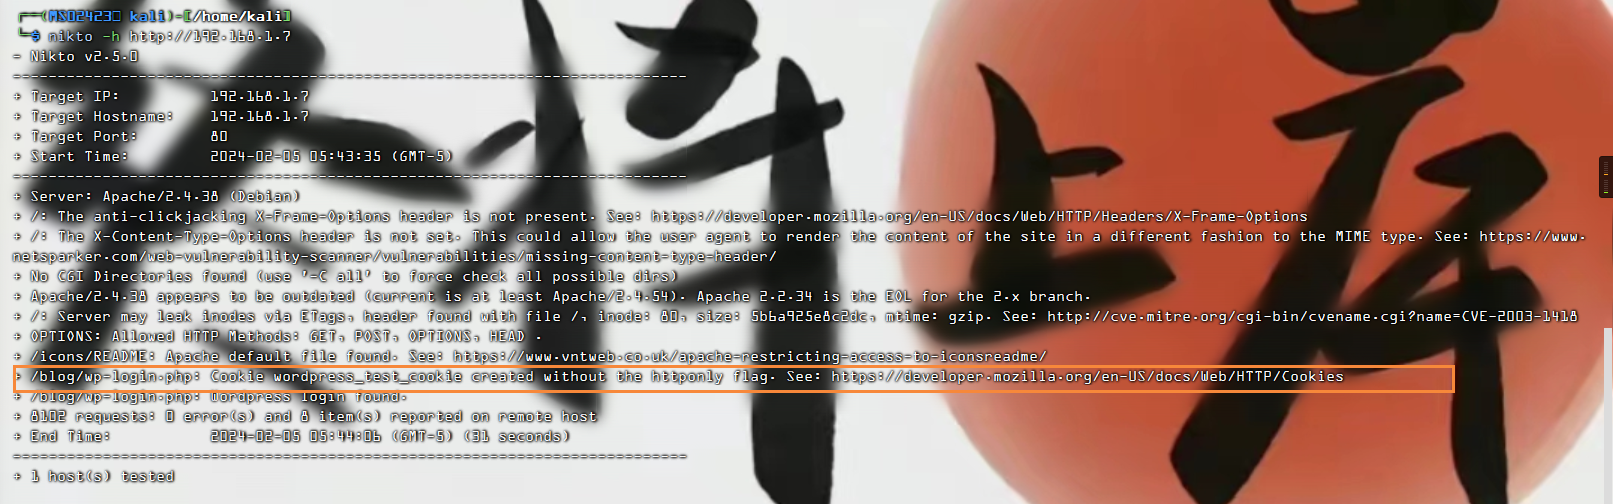 (MS02423㉿kali)-[/home/kali]
$ nikto -h http://192.168.1.7
- Nikto v2.5.0
---------------------------------------------------------------------------
+ Target IP:          192.168.1.7
+ Target Hostname:    192.168.1.7
+ Target Port:        80
+ Start Time:         2024-02-05 05:43:35 (GMT-5)
---------------------------------------------------------------------------
+ Server: Apache/2.4.38 (Debian)
+ /: The anti-clickjacking X-Frame-Options header is not present. See: https://developer.mozilla.org/en-US/docs/Web/HTTP/Headers/X-Frame-Options
+ /: The X-Content-Type-Options header is not set. This could allow the user agent to render the content of the site in a different fashion to the MIME type. See: https://www.
netsparker.com/web-vulnerability-scanner/vulnerabilities/missing-content-type-header/
+ No CGI Directories found (use '-C all' to force check all possible dirs)
+ Apache/2.4.38 appears to be outdated (current is at least Apache/2.4.54). Apache 2.2.34 is the EOL for the 2.x branch.
+ /: Server may leak inodes via ETags, header found with file /, inode: 80, size: 5b6a925e8c2dc, mtime: gzip. See: http://cve.mitre.org/cgi-bin/cvename.cgi?name=CVE-2003-1418
+ OPTIONS: Allowed HTTP Methods: GET, POST, OPTIONS, HEAD .
+ /icons/README: Apache default file found. See: https://www.vntweb.co.uk/apache-restricting-access-to-iconsreadme/
+ /blog/wp-login.php: Cookie wordpress_test_cookie created without the httponly flag. See: https://developer.mozilla.org/en-US/docs/Web/HTTP/Cookies
+ /blog/wp-login.php: Wordpress login found.
+ 8102 requests: 0 error(s) and 8 item(s) reported on remote host
+ End Time:           2024-02-05 05:44:06 (GMT-5) (31 seconds)
---------------------------------------------------------------------------
+ 1 host(s) tested